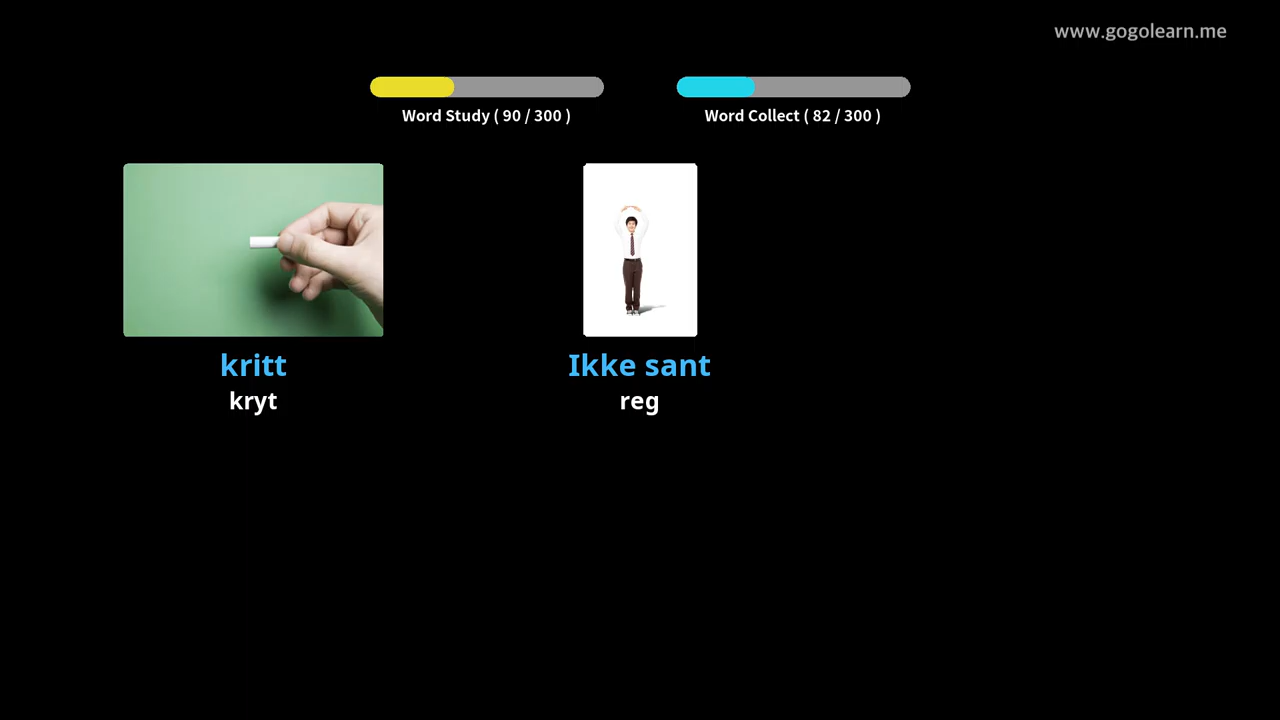 www.gogolearn.me
Word Study ( 90 / 300 )
Word Collect ( 82 / 300 )
kritt
kryt
Ikke sant
reg